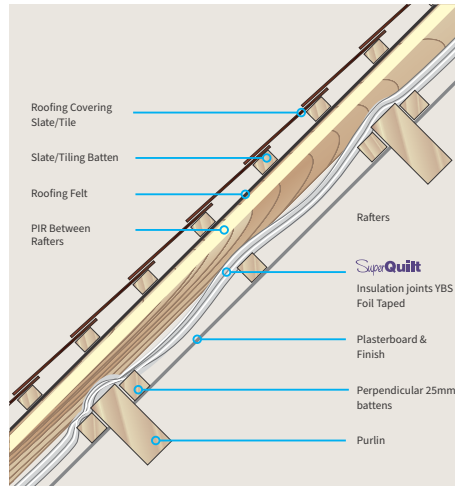 Roofing Covering
Slate/Tile
Slate/Tiling Batten
Roofing Felt
PIR Between
Rafters
Rafters
SuperQuilt
Insulation joints YBS
Foil Taped
Plasterboard &
Finish
Perpendicular 25mm
battens
Purlin